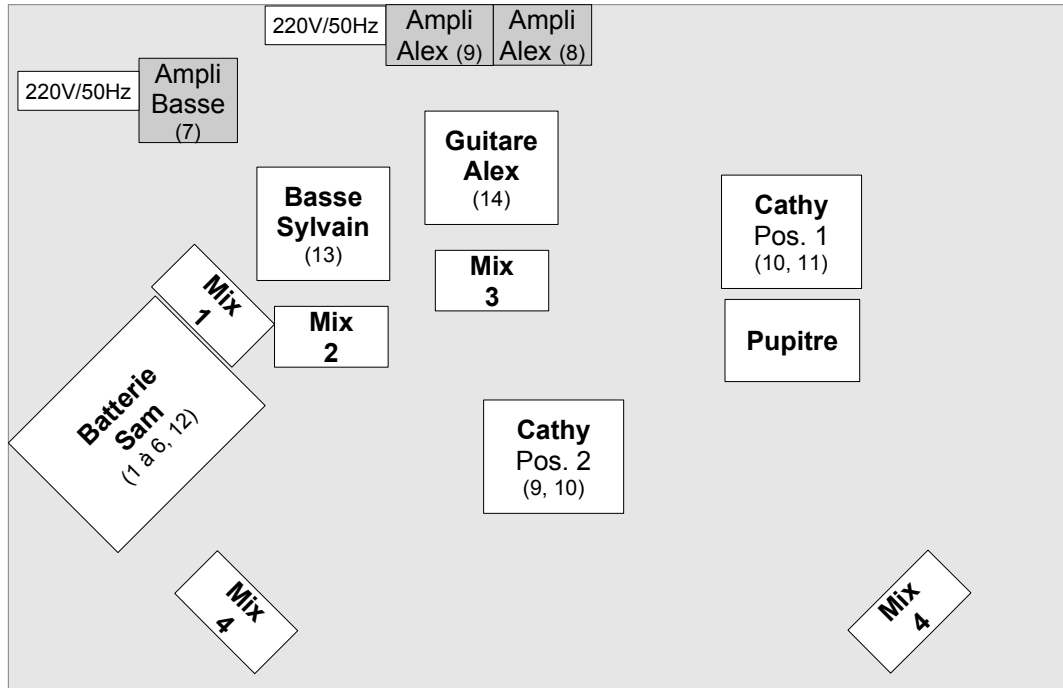 220V/50Hz
Ampli
Alex (9)
Ampli
Alex (8)
220V/50Hz
Ampli
Basse
(7)
Guitare
Alex
(14)
Basse
Sylvain
(13)
Cathy
Pos. 1
(10, 11)
Mix
1
Mix
2
Mix
3
Pupitre
Batterie
Sam
(1 à 6, 12)
Cathy
Pos. 2
(9, 10)
Mix
4
Mix
4